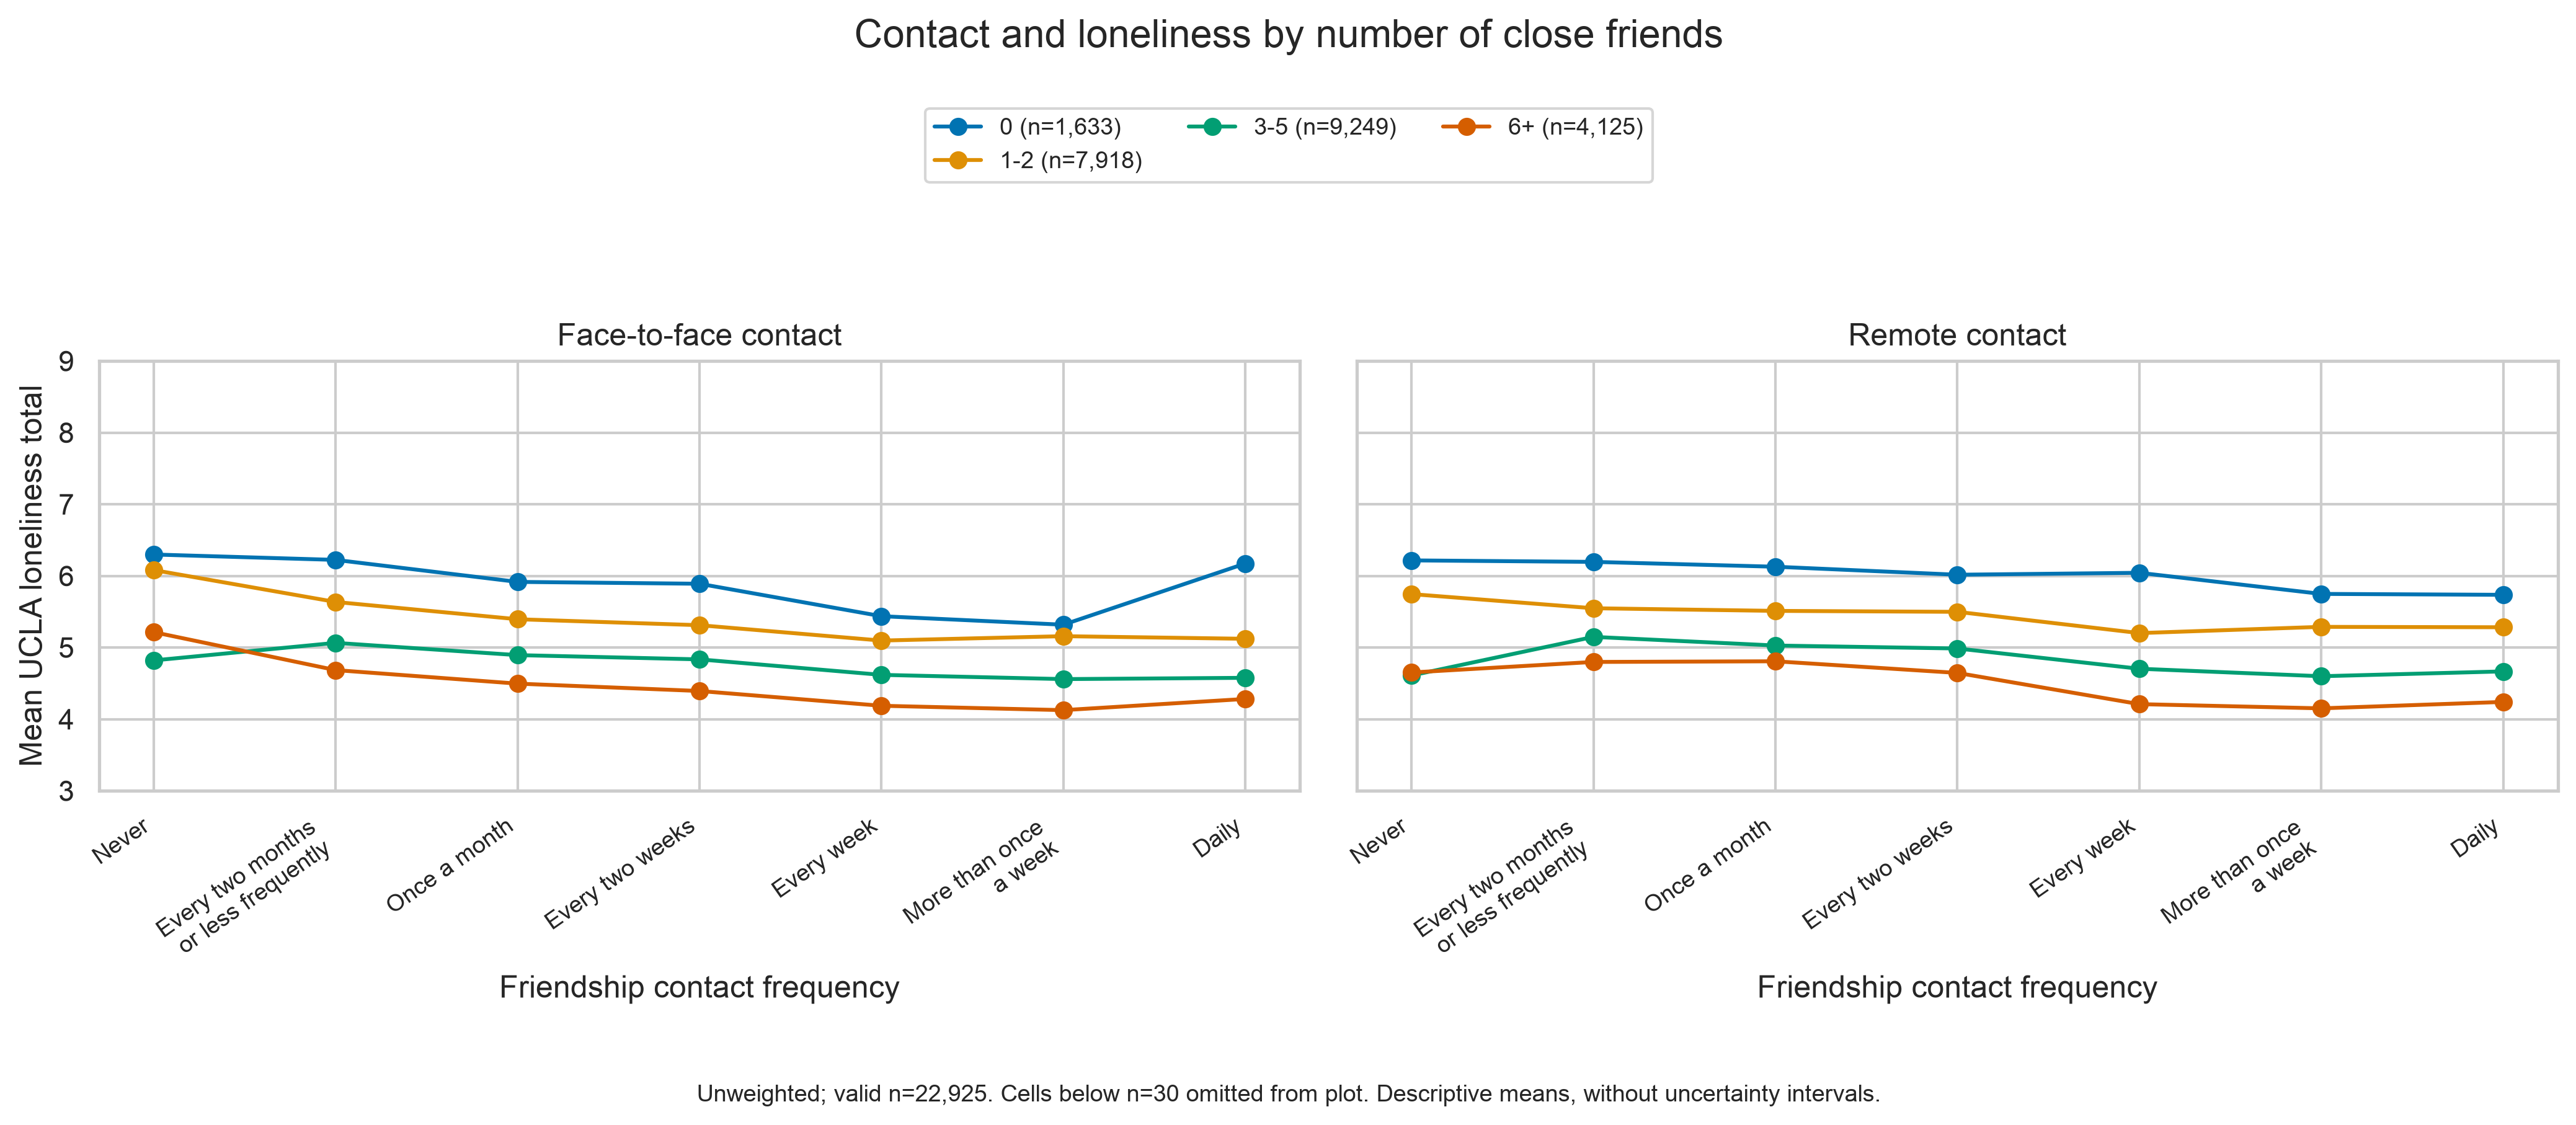 Contact and loneliness by number of close friends
0 (n=1,633)
1-2 (n=7,918)
3-5 (n=9,249)
6+ (n=4,125)
Face-to-face contact
Mean UCLA loneliness total
9
8
7
6
5
4
3
Never
Every two months
or less frequently
Once a month
Every two weeks
Every week
More than once
a week
Daily
Friendship contact frequency
Remote contact
Never
Every two months
or less frequently
Once a month
Every two weeks
Every week
More than once
a week
Daily
Friendship contact frequency
Unweighted; valid n=22,925. Cells below n=30 omitted from plot. Descriptive means, without uncertainty intervals.